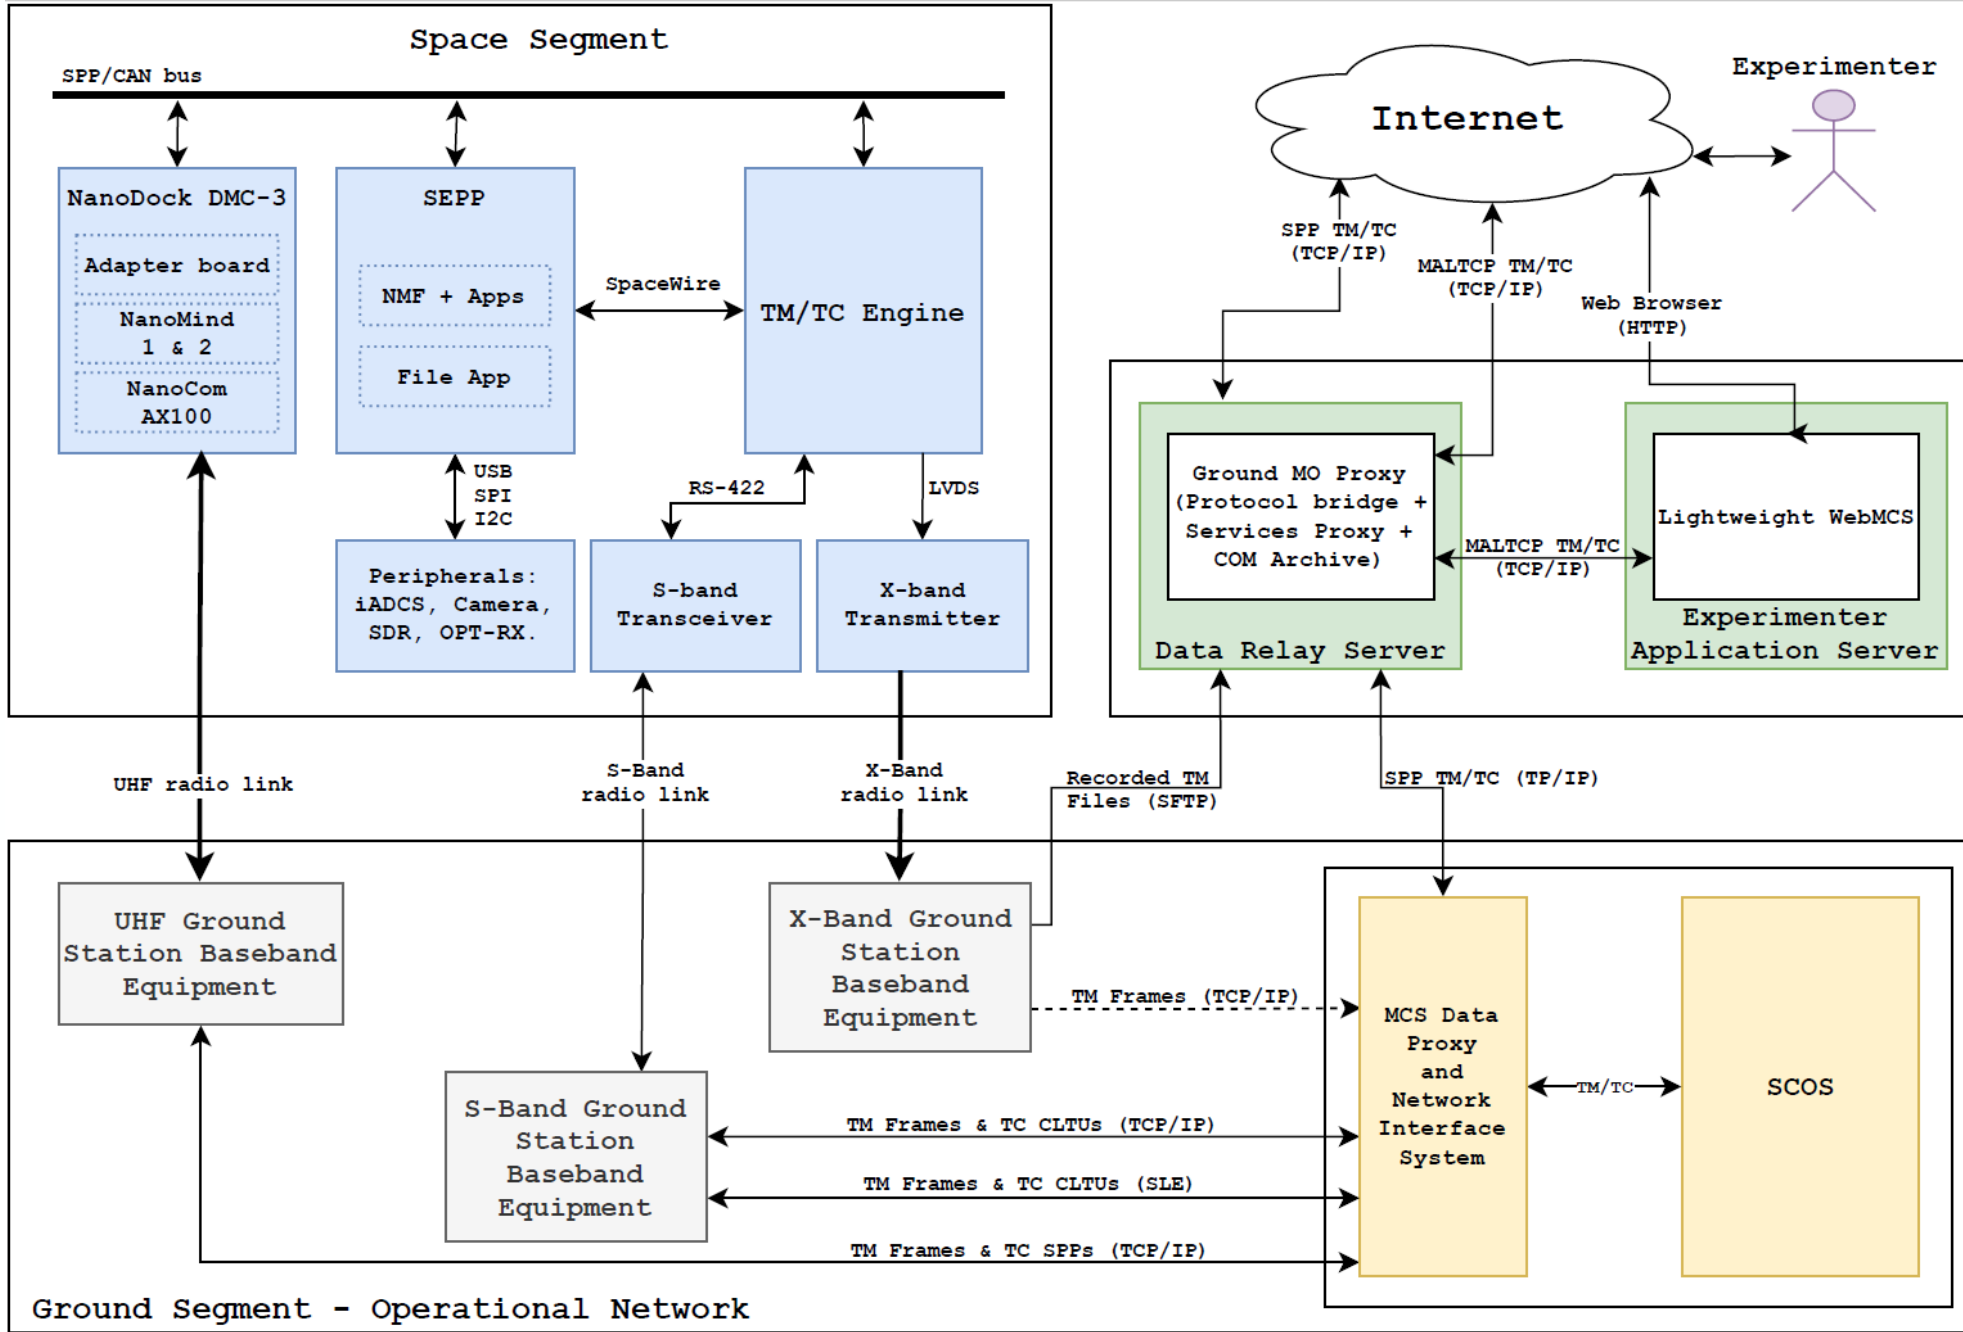 Space Segment
SPP/CAN bus
NanoDock DMC-3
Adapter board
NanoMind
1 & 2
NanoCom
AX100
SEPP
NMF + Apps
File App
SpaceWire
TM/TC Engine
USB
SPI
I2C
RS-422
LVDS
Peripherals:
iADCS, Camera,
SDR, OPT-RX.
S-band
Transceiver
X-band
Transmitter
Internet
Experimenter
SPP TM/TC
(TCP/IP)
MALTCP TM/TC
(TCP/IP)
Web Browser
(HTTP)
Ground MO Proxy
(Protocol bridge +
Services Proxy +
COM Archive)
Data Relay Server
MALTCP TM/TC
(TCP/IP)
Lightweight WebMCS
Experimenter
Application Server
UHF radio link
S-Band
radio link
X-Band
radio link
Recorded TM
Files (SFTP)
SPP TM/TC (TP/IP)
UHF Ground
Station Baseband
Equipment
S-Band Ground
Station
Baseband
Equipment
X-Band Ground
Station
Baseband
Equipment
TM Frames (TCP/IP)
TM Frames & TC CLTUs (TCP/IP)
TM Frames & TC CLTUs (SLE)
TM Frames & TC SPPs (TCP/IP)
MCS Data
Proxy
and
Network
Interface
System
TM/TC
SCOS
Ground Segment - Operational Network